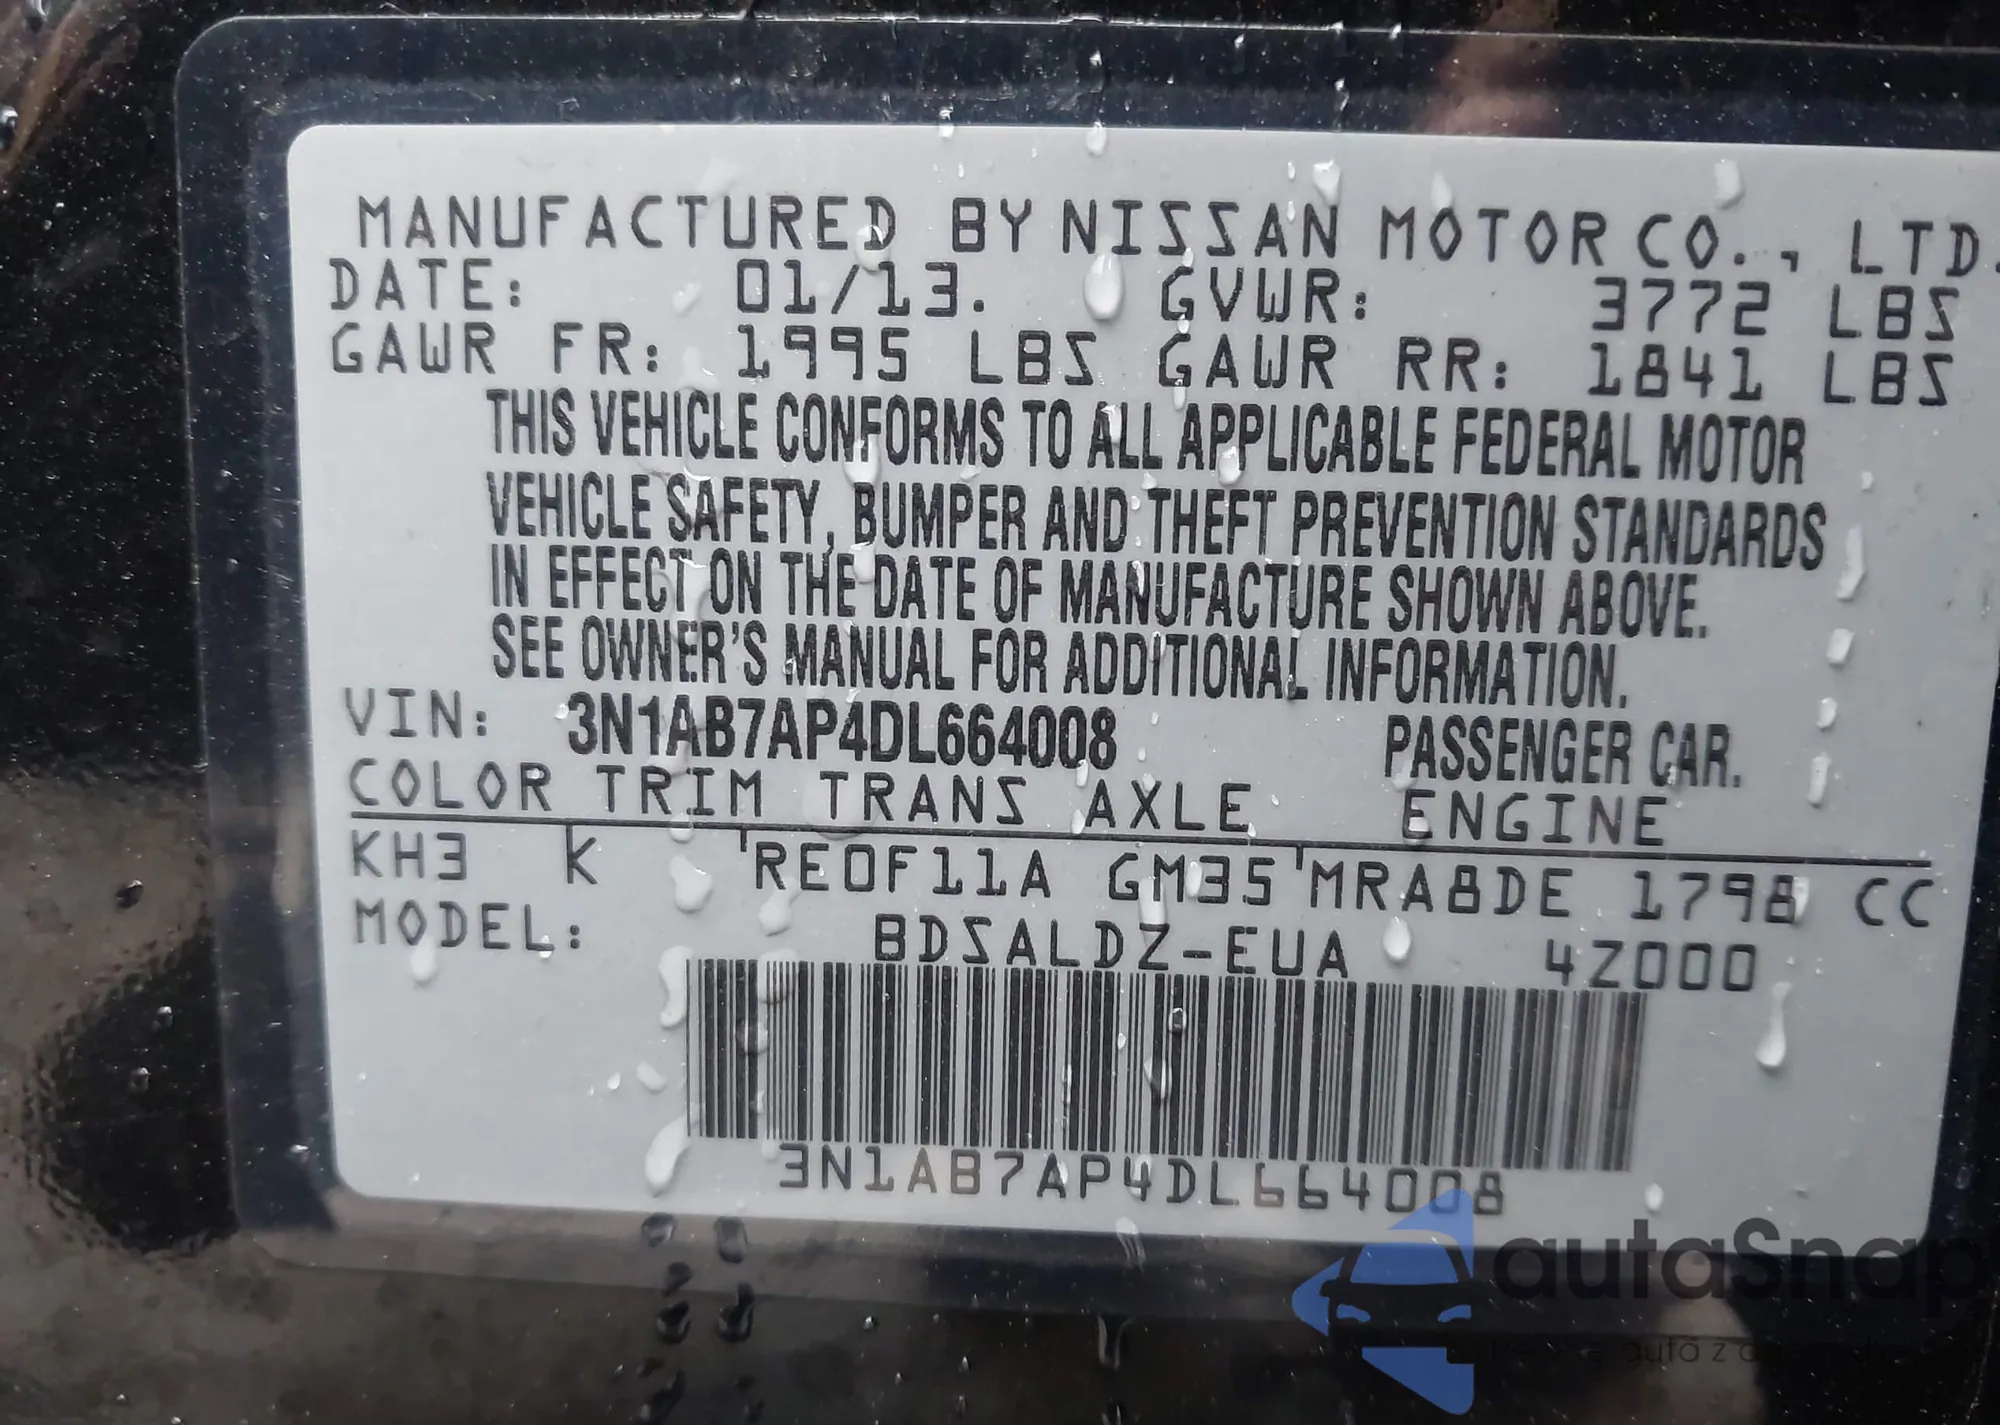 MANUFACTURED BY NISSAN MOTOR CO., LTD.
DATE: 01/13. GVWR: 3772 LBS
GAWR FR: 1995 LBS GAWR RR: 1841 LBS
THIS VEHICLE CONFORMS TO ALL APPLICABLE FEDERAL MOTOR
VEHICLE SAFETY, BUMPER AND THEFT PREVENTION STANDARDS
IN EFFECT ON THE DATE OF MANUFACTURE SHOWN ABOVE.
SEE OWNER'S MANUAL FOR ADDITIONAL INFORMATION.
VIN: 3N1AB7AP4DL664008 PASSENGER CAR.
COLOR TRIM TRANS AXLE ENGINE
KH3 K 'RE0F11A GM35'MRA8DE 1798 CC
MODEL: BDSALDZ-EUA 4Z000
3N1AB7AP4DL664008
autaSnap
auta z